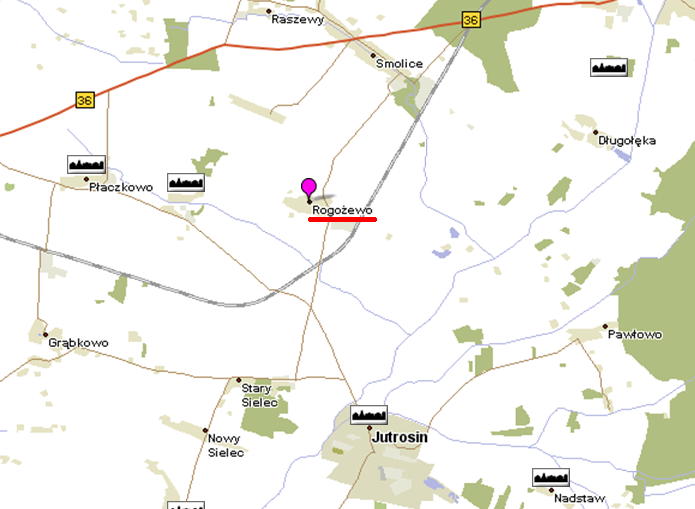 Raszewy
36
Smolice
36
Długołęka
Płaczkowo
Rogożewo
Pawłowo
Grąbkowo
Stary
Sielec
Nowy
Sielec
Jutrosin
Nadstaw